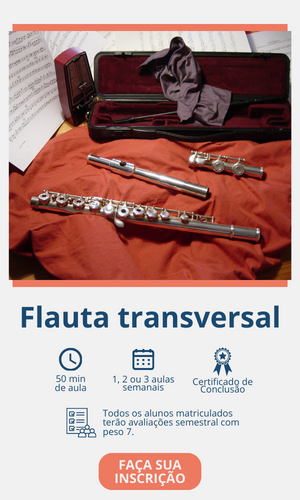 Flauta transversal
50 min
de aula
1, 2 ou 3 aulas
semanais
Certificado de
Conclusão
Todos os alunos matriculados
terão avaliações semestral com
peso 7.
FAÇA SUA
INSCRIÇÃO